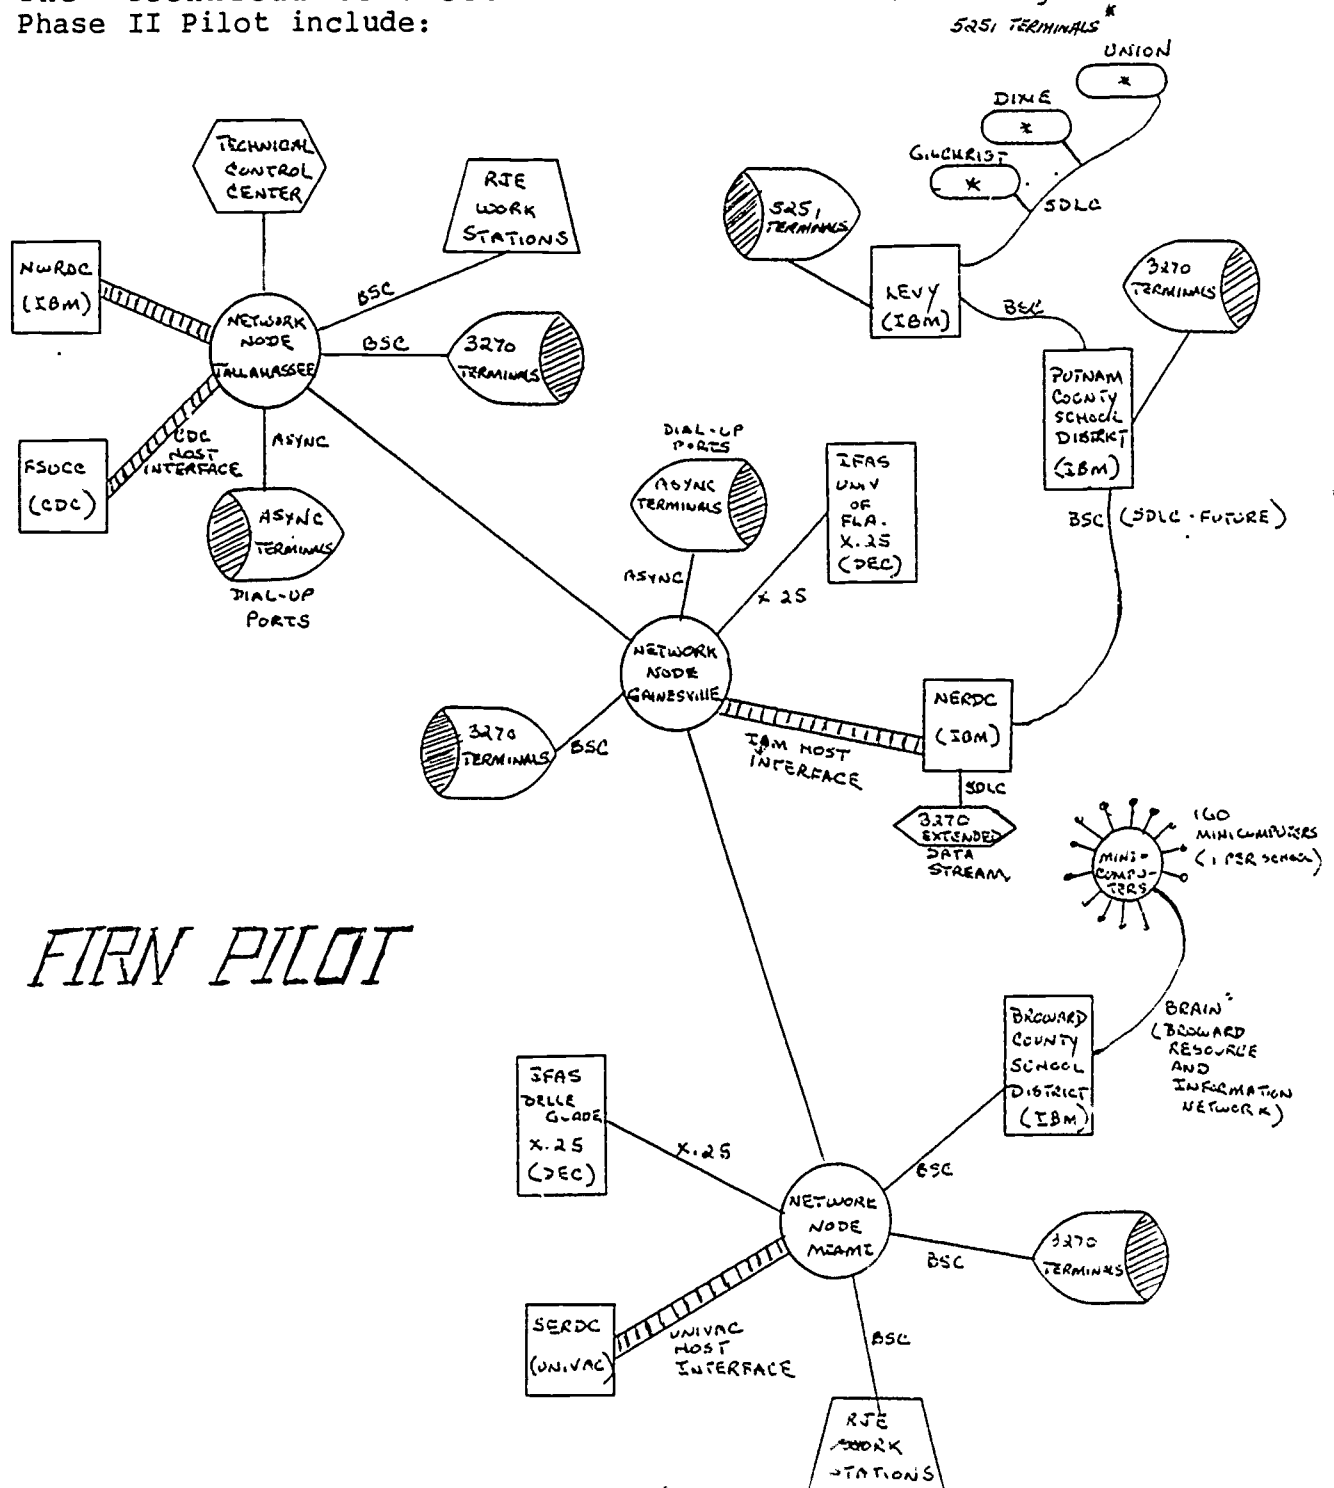 Phase II Pilot include:
5251 TERMINALS*
UNION
*
DIXIE
*
GILCHRIST
*
SDLC
5251
TERMINALS
LEVY
(IBM)
BSC
3270
TERMINALS
PUTNAM
COUNTY
SCHOOL
DISTRICT
(IBM)
BSC (SDLC - FUTURE)
TECHNICAL
CONTROL
CENTER
RJE
WORK
STATIONS
NWRDC
(IBM)
BSC
NETWORK
NODE
TALLAHASSEE
BSC
3270
TERMINALS
FSUCC
(CDC)
CDC
HOST
INTERFACE
ASYNC
ASYNC
TERMINALS
DIAL-UP
PORTS
DIAL-UP
PORTS
ASYNC
TERMINALS
ASYNC
IFAS
UNIV
OF
FLA.
X.25
(DEC)
X 25
NETWORK
NODE
GAINESVILLE
3270
TERMINALS
BSC
IBM HOST
INTERFACE
NERDC
(IBM)
SDLC
3270
EXTENDED
DATA
STREAM
MINI-
COMPU-
TERS
160
MINICOMPUTERS
(1 PER SCHOOL)
FIRN PILOT
BROWARD
COUNTY
SCHOOL
DISTRICT
(IBM)
BRAIN
(BROWARD
RESOURCE
AND
INFORMATION
NETWORK)
IFAS
BELLE
GLADE
X.25
(DEC)
X.25
BSC
NETWORK
NODE
MIAMI
BSC
3270
TERMINALS
SERDC
(UNIVAC)
UNIVAC
HOST
INTERFACE
BSC
RJE
WORK
STATIONS